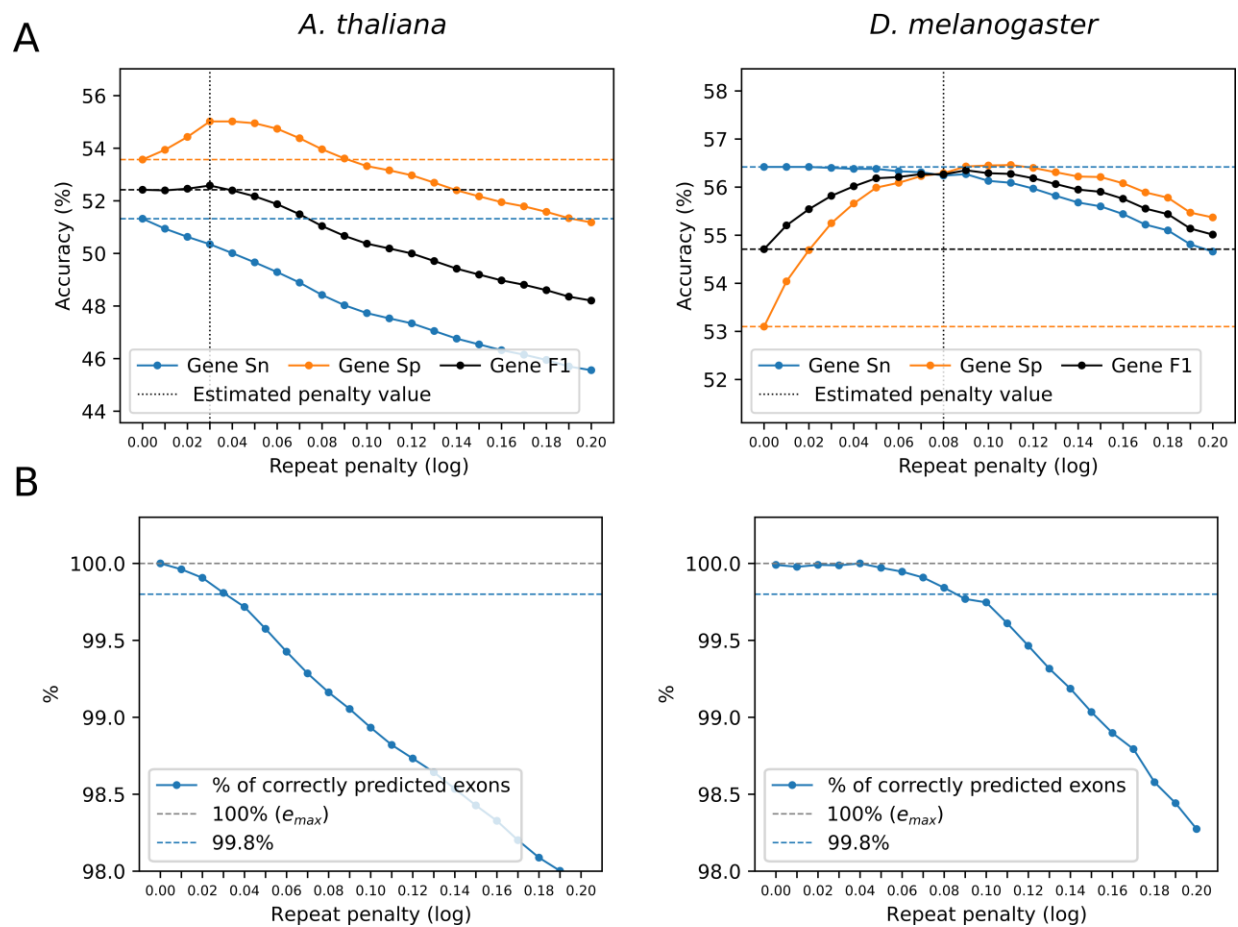 A. thaliana
D. melanogaster
A
56
54
52
50
48
46
44
Accuracy (%)
Gene Sn
Gene Sp
Gene F1
Estimated penalty value
0.00 0.02 0.04 0.06 0.08 0.10 0.12 0.14 0.16 0.18 0.20
Repeat penalty (log)
58
57
56
55
54
53
52
Accuracy (%)
Gene Sn
Gene Sp
Gene F1
Estimated penalty value
0.00 0.02 0.04 0.06 0.08 0.10 0.12 0.14 0.16 0.18 0.20
Repeat penalty (log)
B
100.0
99.5
99.0
98.5
98.0
%
% of correctly predicted exons
100% (emax)
99.8%
0.00 0.02 0.04 0.06 0.08 0.10 0.12 0.14 0.16 0.18 0.20
Repeat penalty (log)
100.0
99.5
99.0
98.5
98.0
%
% of correctly predicted exons
100% (emax)
99.8%
0.00 0.02 0.04 0.06 0.08 0.10 0.12 0.14 0.16 0.18 0.20
Repeat penalty (log)